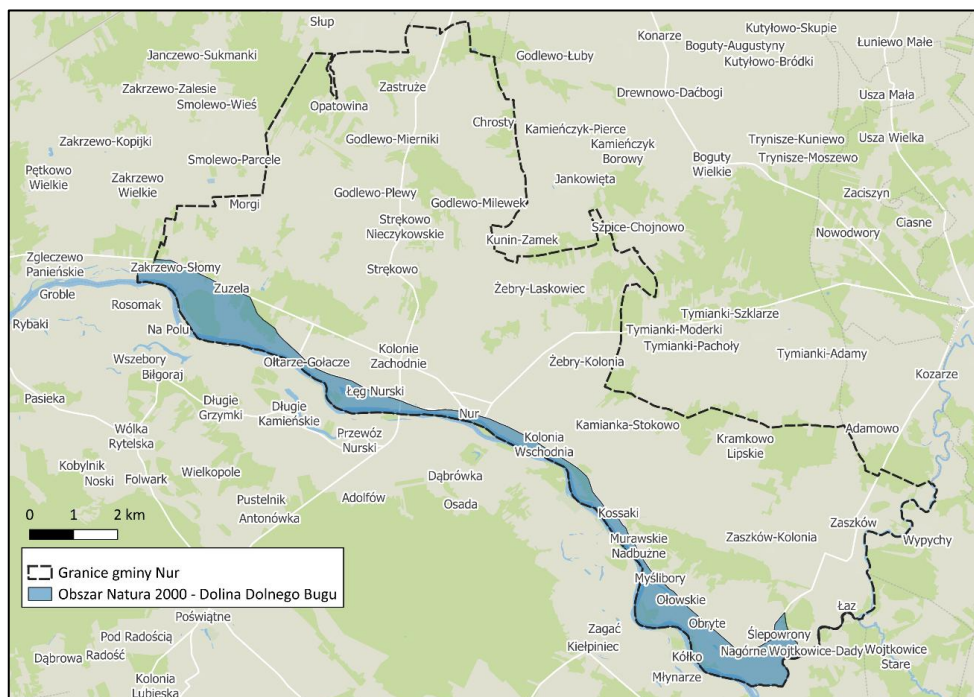 Słup
Kutyłowo-Skupie
Konarze
Boguty-Augustyny
Łuniewo Małe
Janczewo-Sukmanki
Godlewo-Łuby
Kutyłowo-Bródki
Zakrzewo-Zalesie
Zastruże
Drewnowo-Daćbogi
Usza Mała
Smolewo-Wieś
Opatowina
Chrosty
Kamieńczyk-Pierce
Zakrzewo-Kopijki
Godlewo-Mierniki
Kamieńczyk
Borowy
Trynisze-Kuniewo
Usza Wielka
Smolewo-Parcele
Boguty
Wielkie
Trynisze-Moszewo
Pętkowo
Wielkie
Zakrzewo
Wielkie
Jankowięta
Godlewo-Plewy
Zaciszyn
Morgi
Godlewo-Milewek
Strękowo
Nieczykowskie
Szpice-Chojnowo
Ciasne
Kunin-Zamek
Nowodwory
Zgleczewo
Panieńskie
Zakrzewo-Słomy
Strękowo
Groble
Zuzela
Żebry-Laskowiec
Rosomak
Tymianki-Szklarze
Rybaki
Na Polu
Tymianki-Moderki
Tymianki-Pachoły
Kolonie
Zachodnie
Wszebory
Biłgoraj
Ołtarze-Gołacze
Żebry-Kolonia
Tymianki-Adamy
Kozarze
Pasieka
Łęg Nurski
Długie
Grzymki
Długie
Kamieńskie
Nur
Wólka
Rytelska
Przewóz
Nurski
Kolonia
Wschodnia
Kamianka-Stokowo
Kramkowo
Lipskie
Adamowo
Kobylnik
Noski
Folwark
Wielkopole
Dąbrówka
Pustelnik
Adolfów
Osada
Antonówka
Kossaki
Zaszków
Wypychy
0 1 2 km
Murawskie
Nadbużne
Zaszków-Kolonia
Granice gminy Nur
Obszar Natura 2000 - Dolina Dolnego Bugu
Myślibory
Ołowskie
Łaz
Poświątne
Zagać
Obryte
Ślepowrony
Pod Radością
Kiełpiniec
Nagórne
Wojtkowice-Dady
Wojtkowice
Stare
Dąbrowa
Radość
Kółko
Młynarze
Kolonia
Lubieska